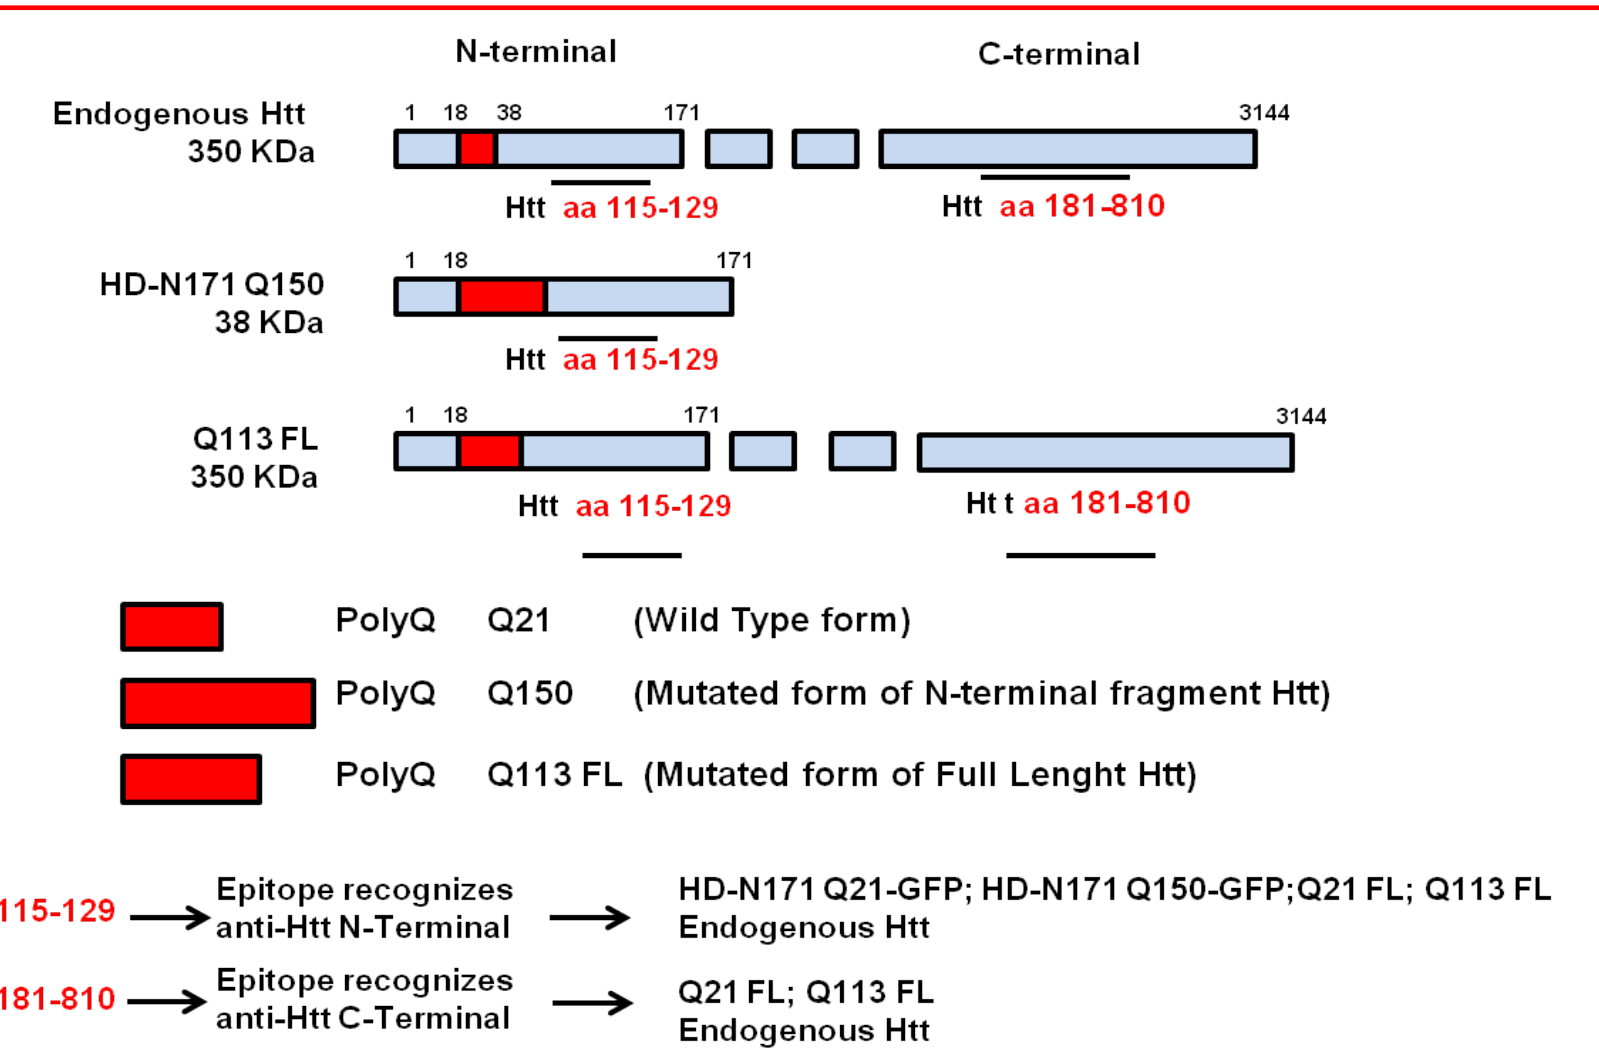 N-terminal C-terminal
Endogenous Htt
350 KDa
1 18 38 171 3144
Htt aa 115-129 Htt aa 181-810
HD-N171 Q150
38 KDa
1 18 171
Htt aa 115-129
Q113 FL
350 KDa
1 18 171 3144
Htt aa 115-129 Ht t aa 181-810
PolyQ Q21 (Wild Type form)
PolyQ Q150 (Mutated form of N-terminal fragment Htt)
PolyQ Q113 FL (Mutated form of Full Lenght Htt)
115-129 Epitope recognizes
anti-Htt N-Terminal
HD-N171 Q21-GFP; HD-N171 Q150-GFP;Q21 FL; Q113 FL
Endogenous Htt
181-810 Epitope recognizes
anti-Htt C-Terminal
Q21 FL; Q113 FL
Endogenous Htt